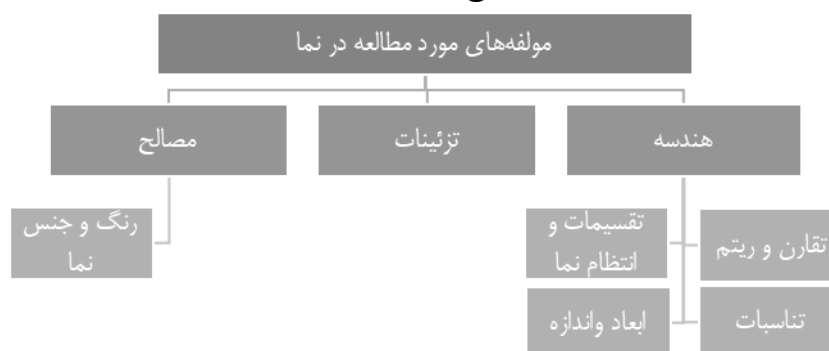 مولفه‌های مورد مطالعه در نما
هندسه
تزئینات
مصالح
تقارن و ریتم
تقسیمات و
انتظام نما
تناسبات
ابعاد واندازه
رنگ و جنس
نما